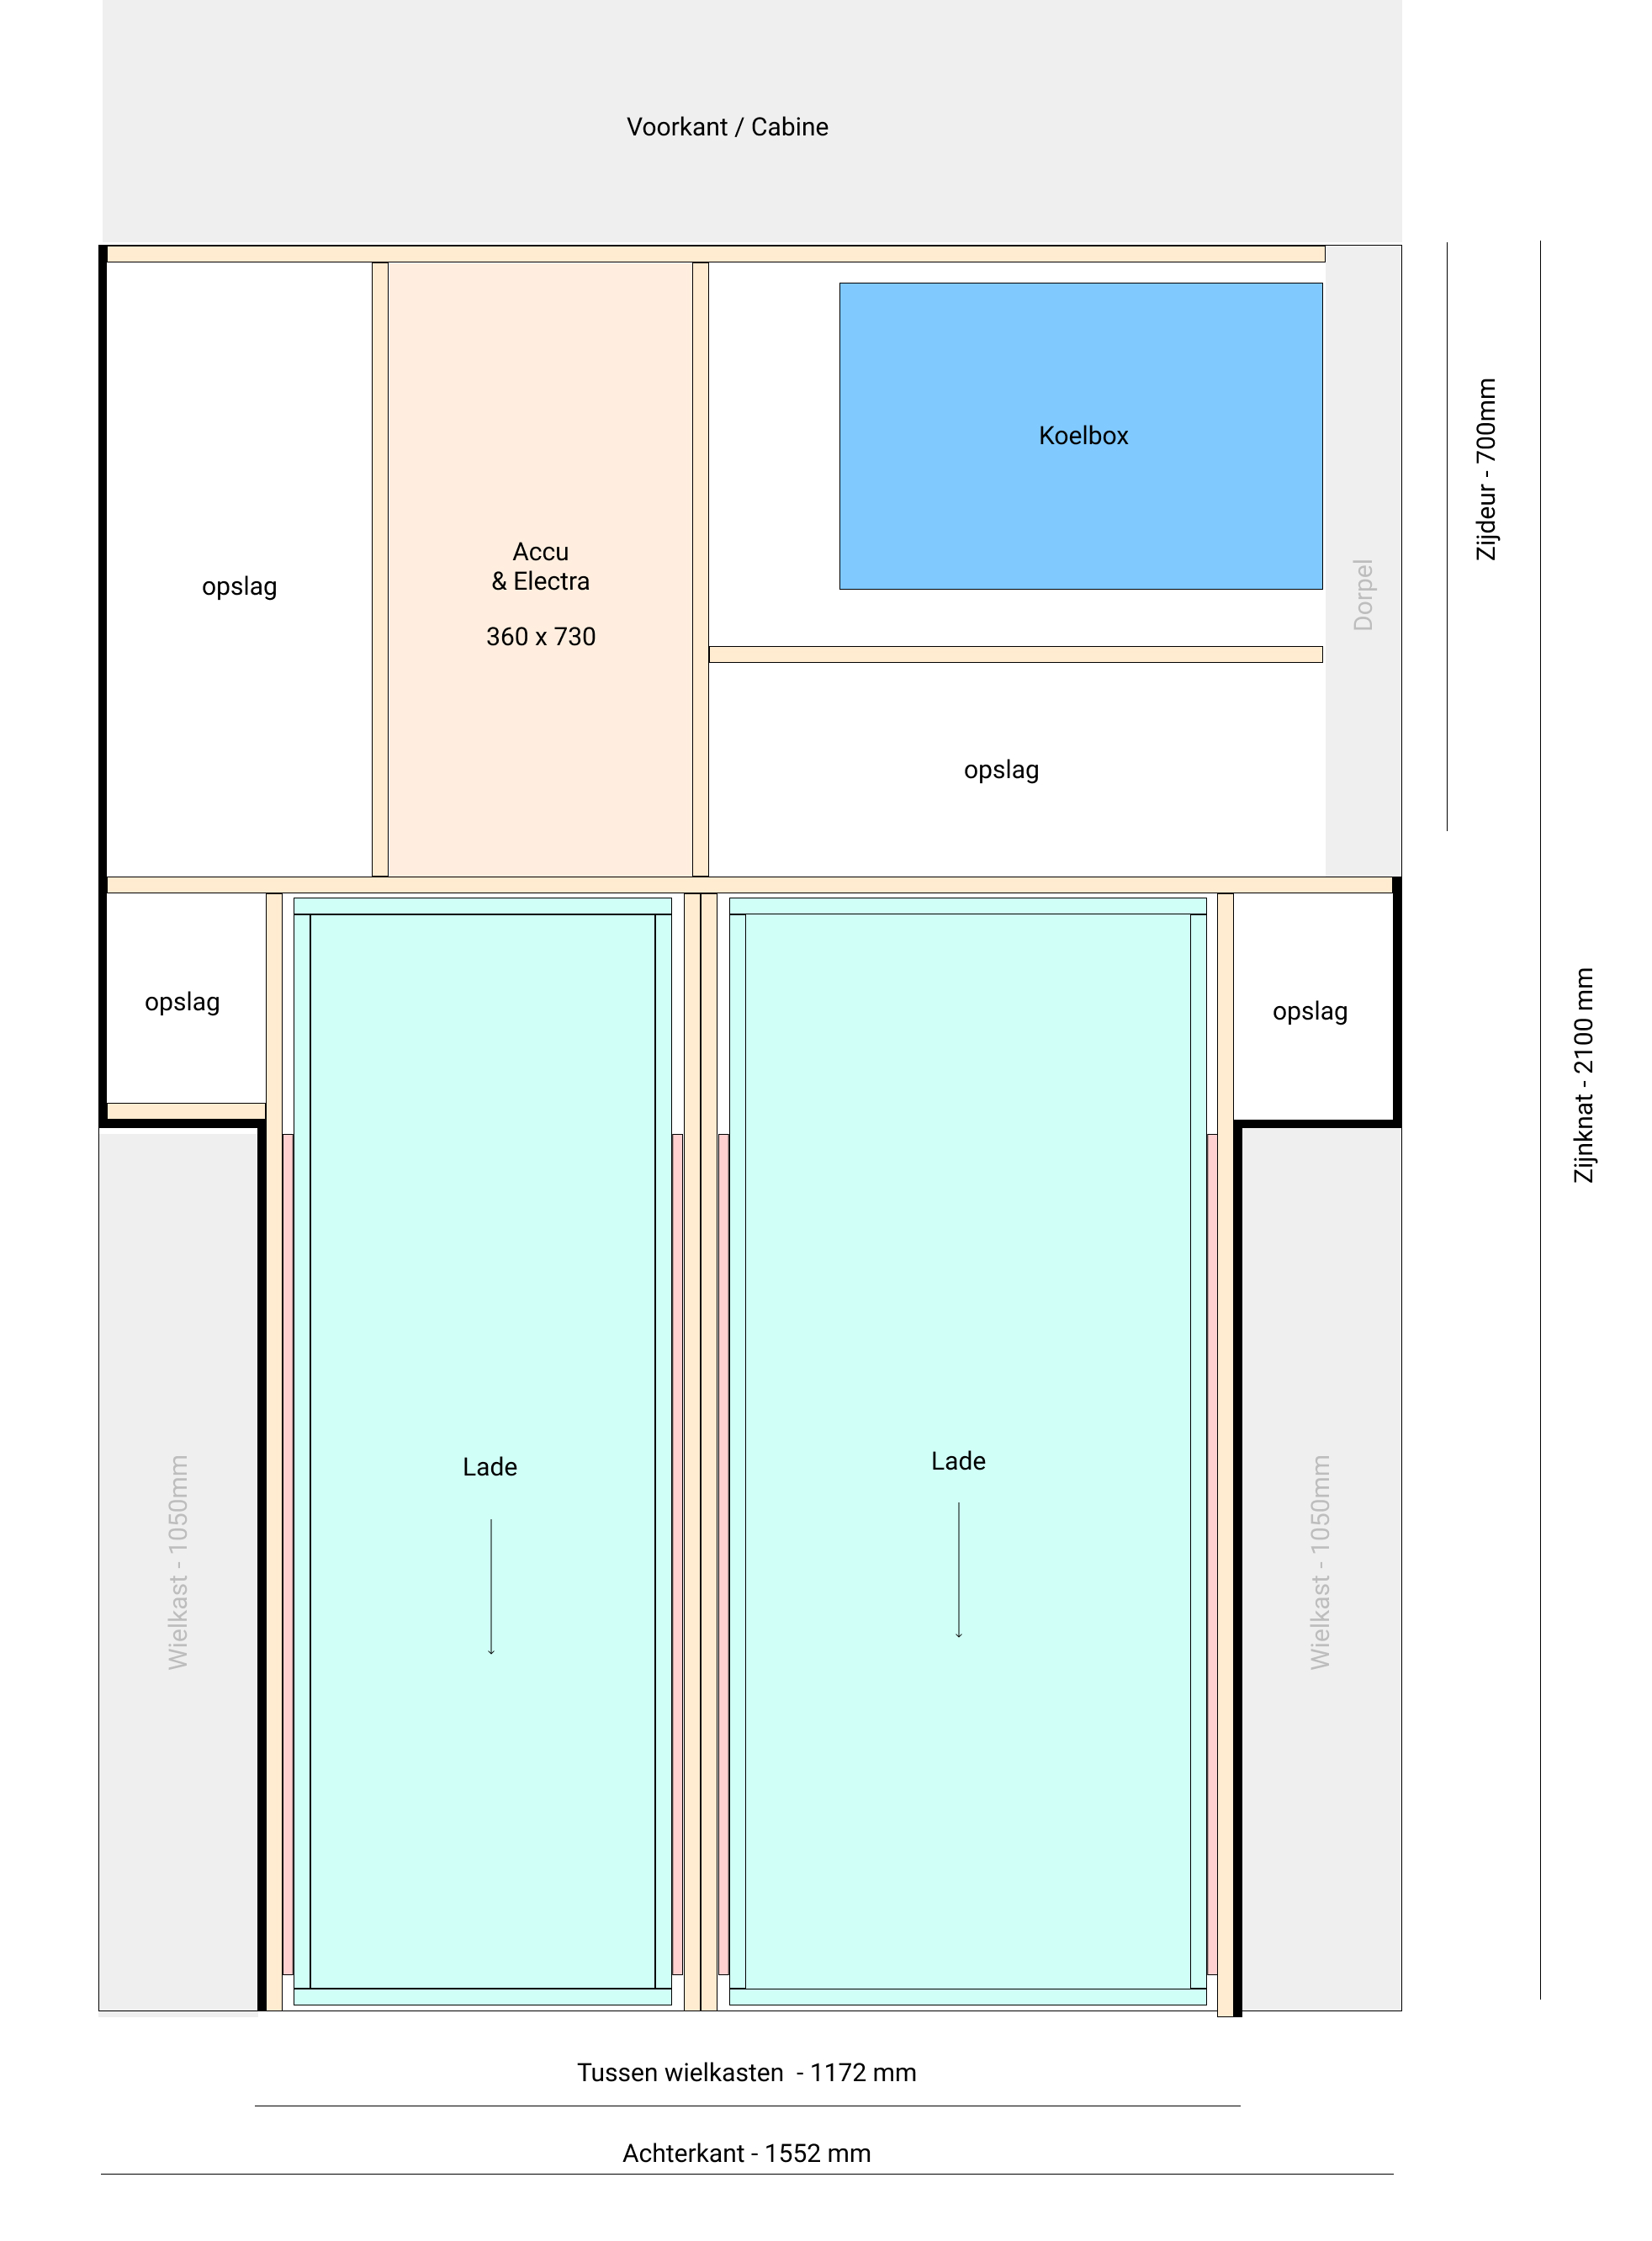 Voorkant / Cabine
Koelbox
Zijdeur - 700mm
Accu
& Electra
360 x 730
opslag
Dorpel
opslag
opslag
opslag
Zijnknat - 2100 mm
Lade
Lade
Wielkast - 1050mm
Wielkast - 1050mm
Tussen wielkasten  - 1172 mm
Achterkant - 1552 mm